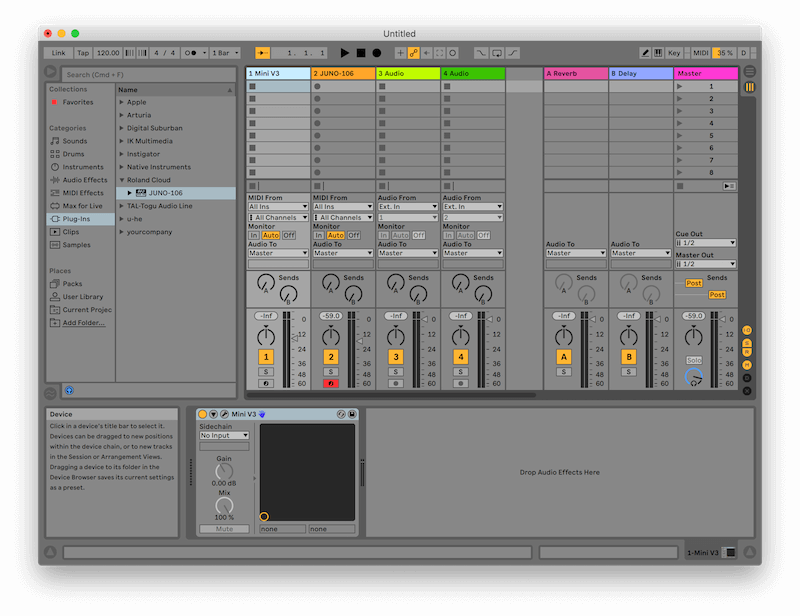 Untitled
Link Tap 120.00 4 / 4 1 Bar 1. 1. 1 Key MIDI 35 % D
Search (Cmd + F)
Collections
Favorites
Categories
Sounds
Drums
Instruments
Audio Effects
MIDI Effects
Max for Live
Plug-Ins
Clips
Samples
Places
Packs
User Library
Current Projec
Add Folder...
Name
Apple
Arturia
Digital Suburban
IK Multimedia
Instigator
Native Instruments
Roland Cloud
JUNO-106
TAL-Togu Audio Line
u-he
yourcompany
1 Mini V3 2 JUNO-106 3 Audio 4 Audio A Reverb B Delay Master
1
2
3
4
5
6
7
8
MIDI From MIDI From Audio From Audio From
All Ins All Ins Ext. In Ext. In
All Channels All Channels 1 2
Monitor Monitor Monitor Monitor
In Auto Off In Auto Off In Auto Off In Auto Off
Audio To Audio To Audio To Audio To Audio To Audio To
Master Master Master Master Master Master
Cue Out
1/2
Master Out
1/2
Sends Sends Sends Sends Sends Sends Sends
A A A A A A Post
B B B B B B Post
-Inf -59.0 -Inf -Inf -Inf -Inf -59.0
0 0 0 0 0 0 0
12 12 12 12 12 12 12
24 24 24 24 24 24 24
36 36 36 36 36 36 36
48 48 48 48 48 48 48
60 60 60 60 60 60 60
1 2 3 4 A B Solo
S S S S S S
I·O
S
R
M
D
X
Device
Click in a device's title bar to select it.
Devices can be dragged to new positions
within the device chain, or to new tracks
in the Session or Arrangement Views.
Dragging a device to its folder in the
Device Browser saves its current settings
as a preset.
Mini V3
Sidechain
No Input
Gain
0.00 dB
Mix
100 %
Mute
none none
Drop Audio Effects Here
1-Mini V3